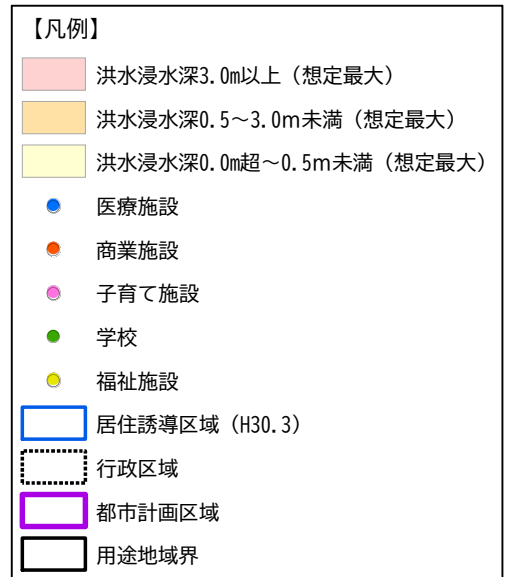 【凡例】
洪水浸水深3.0m以上（想定最大）
洪水浸水深0.5～3.0m未満（想定最大）
洪水浸水深0.0m超～0.5m未満（想定最大）
医療施設
商業施設
子育て施設
学校
福祉施設
居住誘導区域（H30.3）
行政区域
都市計画区域
用途地域界